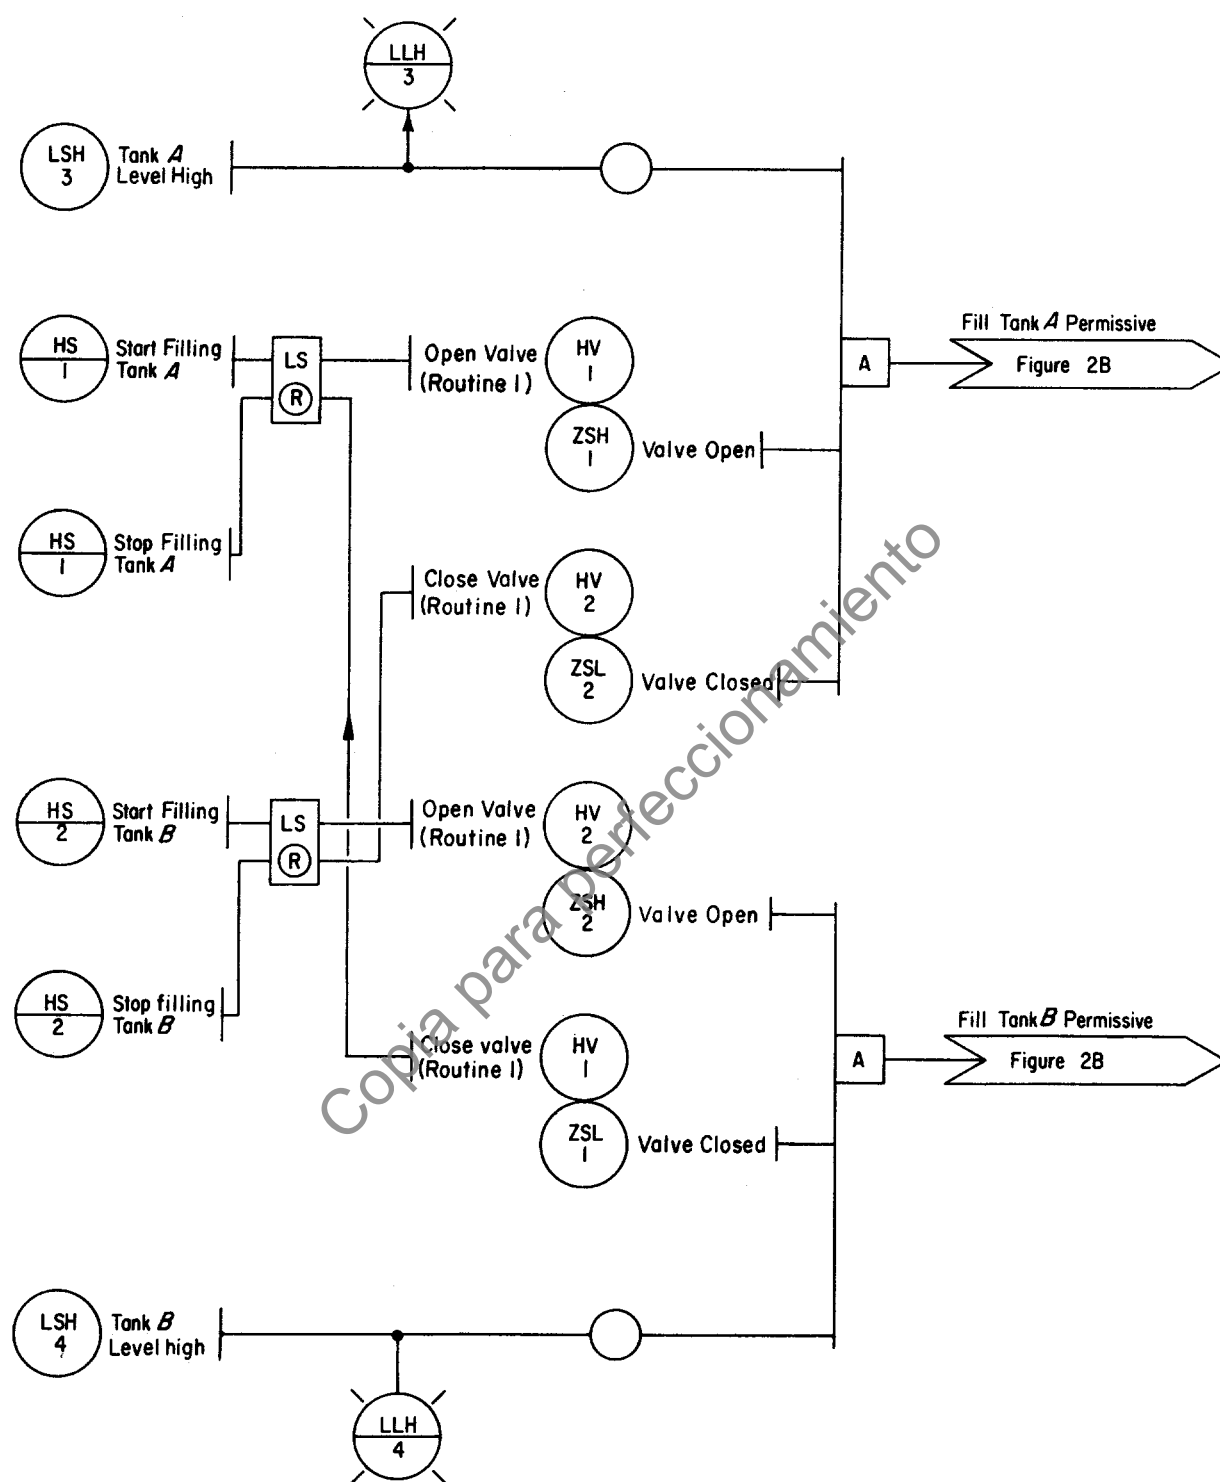 LLH
3
LSH
3
Tank A
Level High
HS
1
Start Filling
Tank A
LS
R
Open Valve
(Routine 1)
HV
1
ZSH
1
Valve Open
A
Fill Tank A Permissive
Figure 2B
HS
1
Stop Filling
Tank A
Close Valve
(Routine 1)
HV
2
ZSL
2
Valve Closed
HS
2
Start Filling
Tank B
LS
R
Open Valve
(Routine 1)
HV
2
ZSH
2
Valve Open
HS
2
Stop filling
Tank B
Close valve
(Routine 1)
HV
1
ZSL
1
Valve Closed
A
Fill Tank B Permissive
Figure 2B
LSH
4
Tank B
Level high
LLH
4
Copia para perfeccionamiento